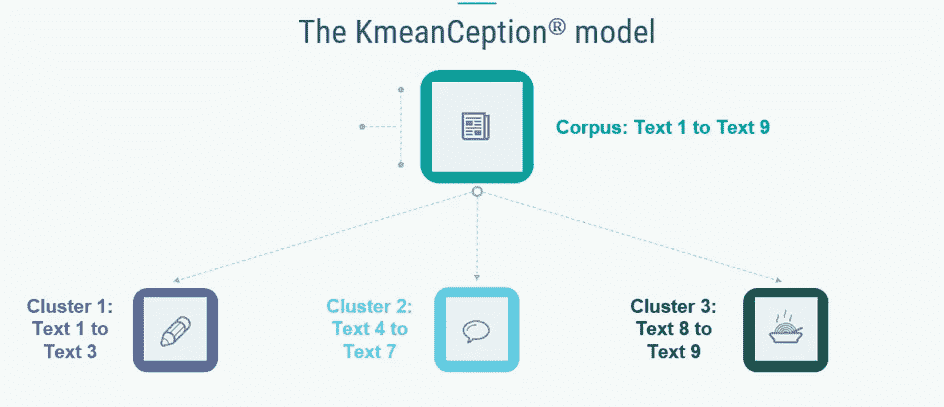 The KmeanCeption® model
Corpus: Text 1 to Text 9
Cluster 1:
Text 1 to
Text 3
Cluster 2:
Text 4 to
Text 7
Cluster 3:
Text 8 to
Text 9